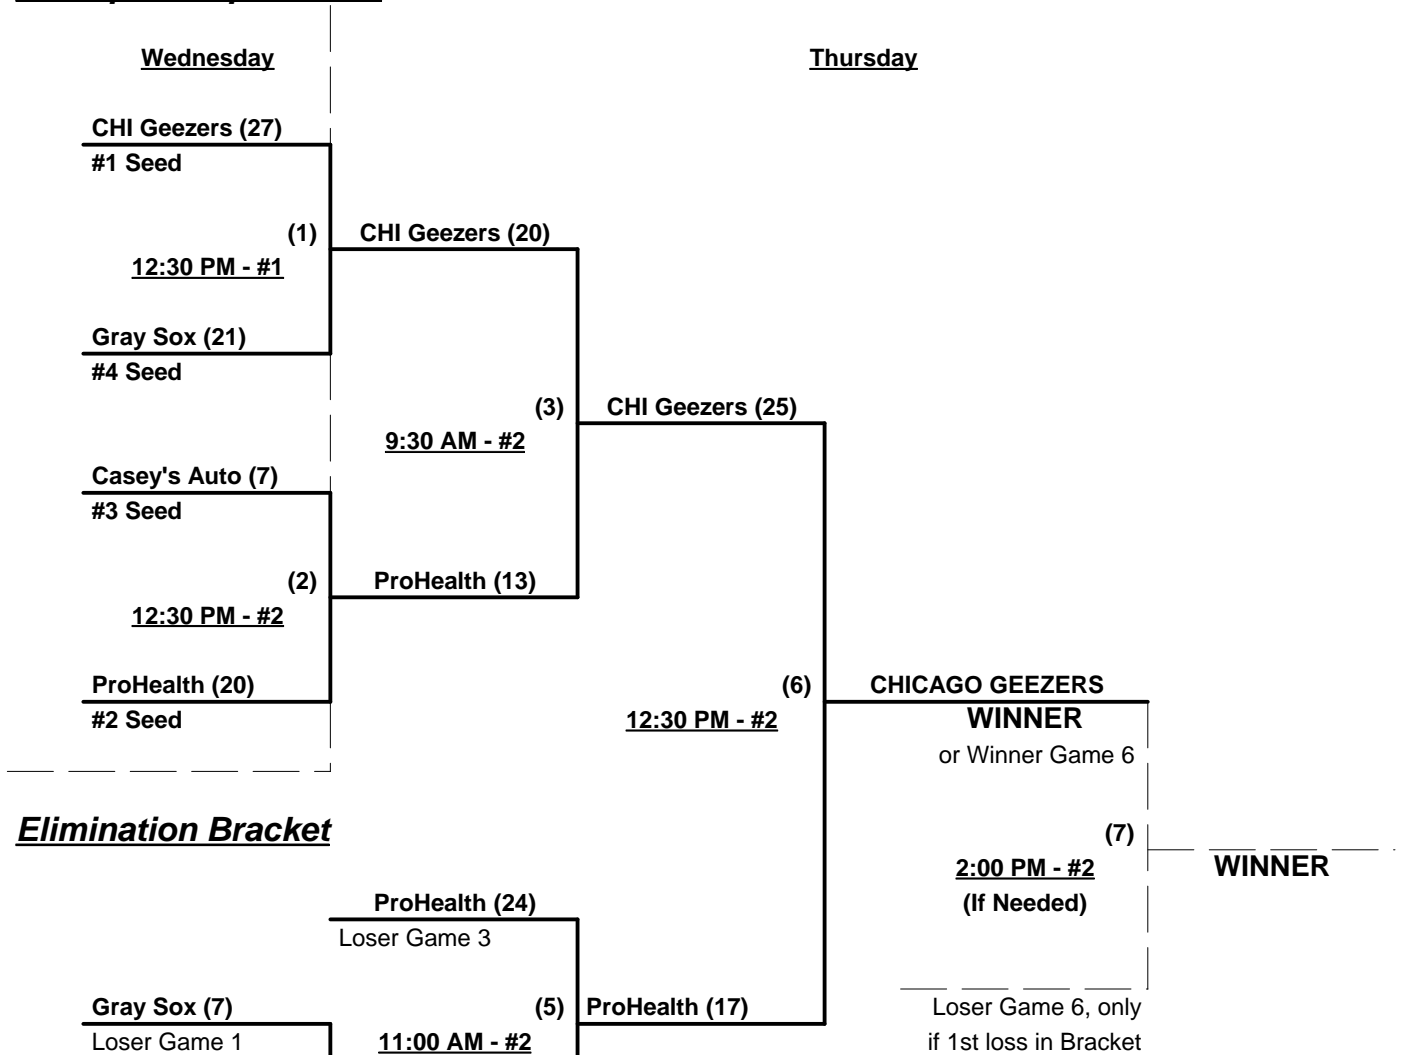 Wednesday
Thursday
CHI Geezers (27)
#1 Seed
(1)
CHI Geezers (20)
12:30 PM - #1
Gray Sox (21)
#4 Seed
(3)
CHI Geezers (25)
9:30 AM - #2
Casey's Auto (7)
#3 Seed
(2)
ProHealth (13)
12:30 PM - #2
ProHealth (20)
#2 Seed
(6)
CHICAGO GEEZERS
12:30 PM - #2
WINNER
or Winner Game 6
Elimination Bracket
(7)
2:00 PM - #2
WINNER
(If Needed)
ProHealth (24)
Loser Game 3
Gray Sox (7)
(5)
ProHealth (17)
Loser Game 6, only
Loser Game 1
11:00 AM - #2
if 1st loss in Bracket